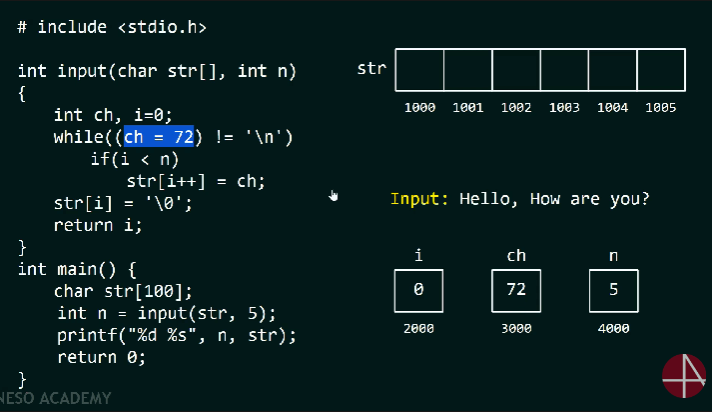 # include <stdio.h>
int input(char str[], int n)
{
int ch, i=0;
while((ch = 72) != '\n')
if(i < n)
str[i++] = ch;
str[i] = '\0';
return i;
}
int main() {
char str[100];
int n = input(str, 5);
printf("%d %s", n, str);
return 0;
}
str
1000 1001 1002 1003 1004 1005
Input: Hello, How are you?
i ch n
0 72 5
2000 3000 4000
NESO ACADEMY